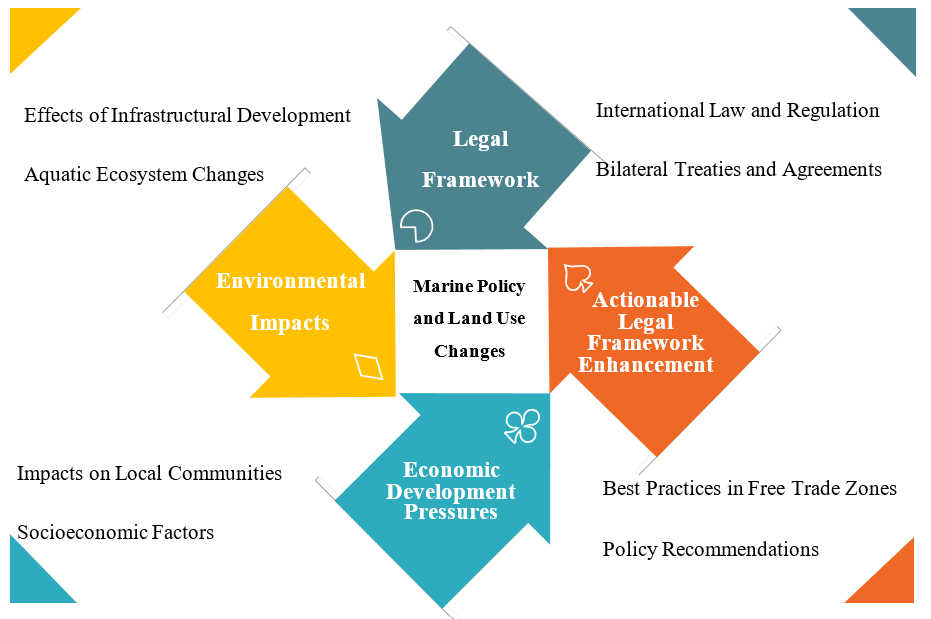 Effects of Infrastructural Development
Aquatic Ecosystem Changes
Legal
Framework
International Law and Regulation
Bilateral Treaties and Agreements
Environmental
Impacts
Marine Policy
and Land Use
Changes
Actionable
Legal
Framework
Enhancement
Impacts on Local Communities
Socioeconomic Factors
Economic
Development
Pressures
Best Practices in Free Trade Zones
Policy Recommendations